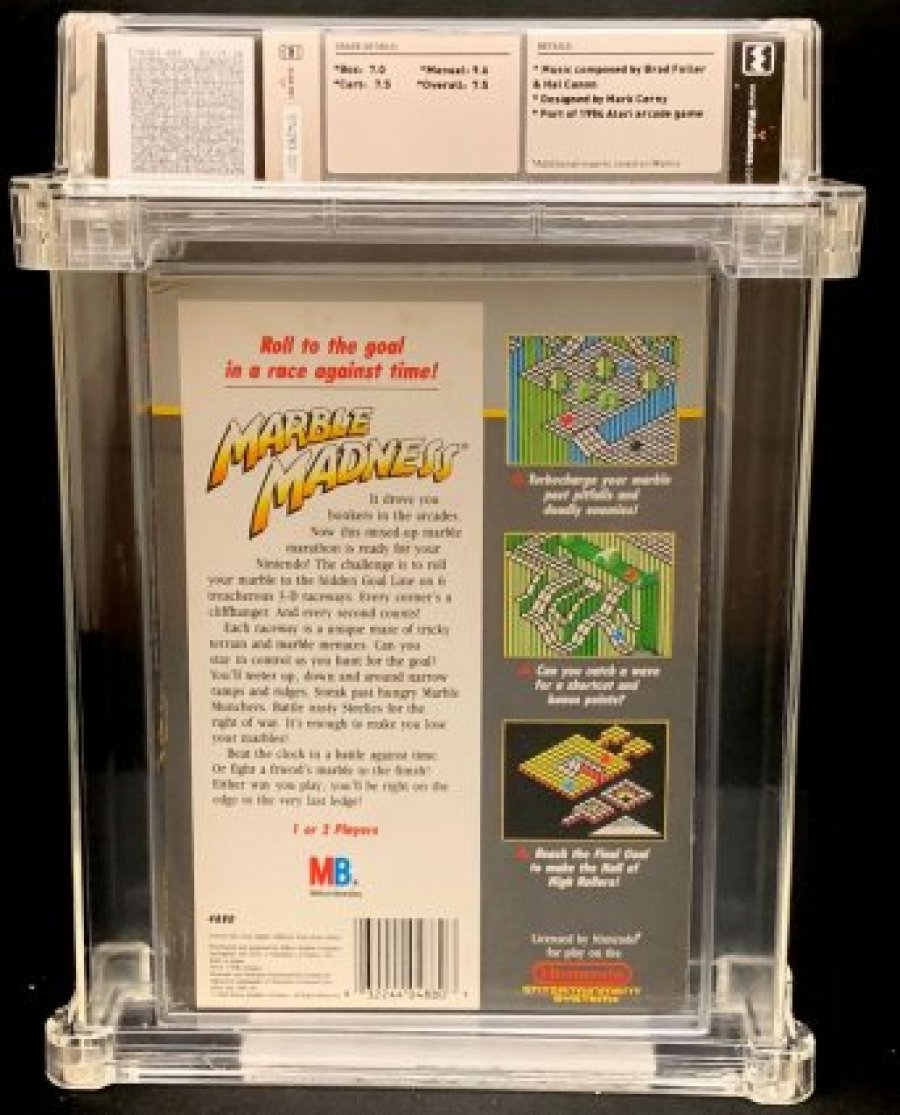 GRADE DETAILS
*Box: 7.0 *Manual: 9.4
*Cart: 7.5 *Overall: 7.5
DETAILS
* Music composed by Brad Fuller
& Hal Canon
* Designed by Mark Cerny
* Port of 1984 Atari arcade game
Roll to the goal
in a race against time!
MARBLE
MADNESS®
It drove you
bonkers in the arcades.
Now this mixed-up marble
marathon is ready for your
Nintendo! The challenge is to roll
your marble to the hidden Goal Line on 6
treacherous 3-D raceways. Every corner's a
cliffhanger. And every second counts!
Each raceway is a unique maze of tricky
terrain and marble menaces. Can you
stay in control as you hunt for the goal?
You'll teeter up, down and around narrow
ramps and ridges. Sneak past hungry Marble
Munchers. Battle nasty Steelies for the
right of way. It's enough to make you lose
your marbles!
Beat the clock in a battle against time.
Or fight a friend's marble to the finish!
Either way you play, you'll be right on the
edge to the very last ledge!
1 or 2 Players
MB
4880
Turbocharge your marble
past pitfalls and
deadly enemies!
Can you catch a wave
for a shortcut and
bonus points?
Reach the Final Goal
to make the Hall of
High Rollers!
Licensed by Nintendo®
for play on the
Nintendo
ENTERTAINMENT
SYSTEM